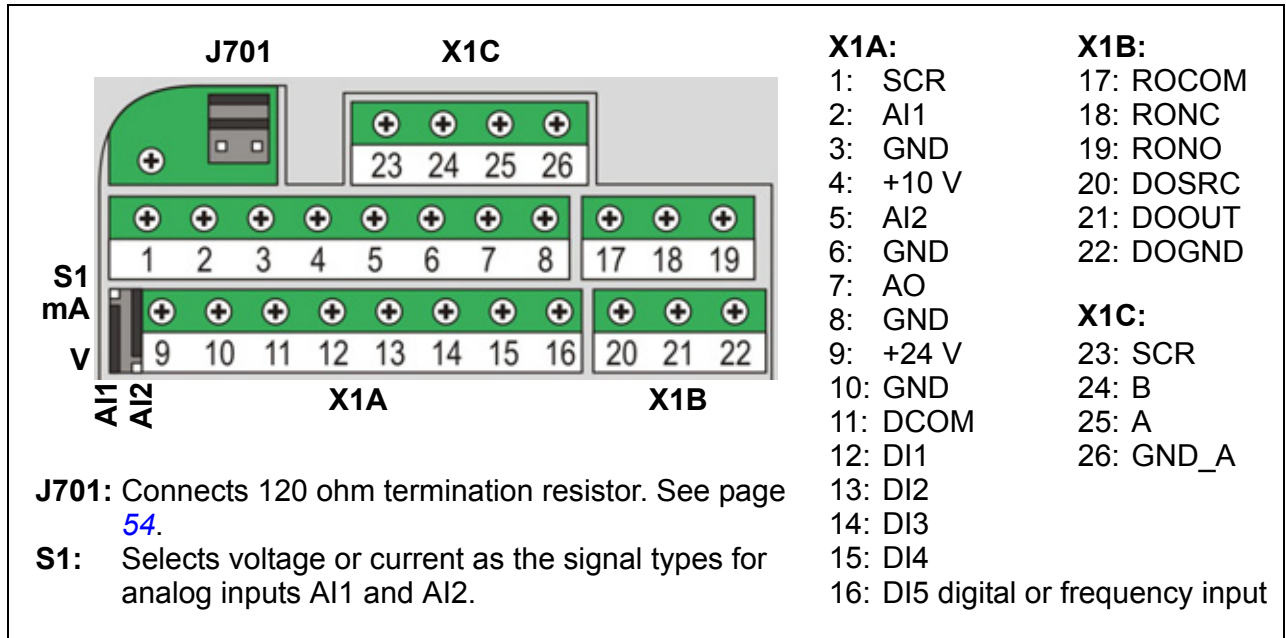 J701 X1C
23 24 25 26
1 2 3 4 5 6 7 8 17 18 19
S1
mA
9 10 11 12 13 14 15 16 20 21 22
V
AI1
AI2
X1A X1B
J701: Connects 120 ohm termination resistor. See page
54.
S1: Selects voltage or current as the signal types for
analog inputs AI1 and AI2.
X1A:
1: SCR
2: AI1
3: GND
4: +10 V
5: AI2
6: GND
7: AO
8: GND
9: +24 V
10: GND
11: DCOM
12: DI1
13: DI2
14: DI3
15: DI4
16: DI5 digital or frequency input
X1B:
17: ROCOM
18: RONC
19: RONO
20: DOSRC
21: DOOUT
22: DOGND
X1C:
23: SCR
24: B
25: A
26: GND_A